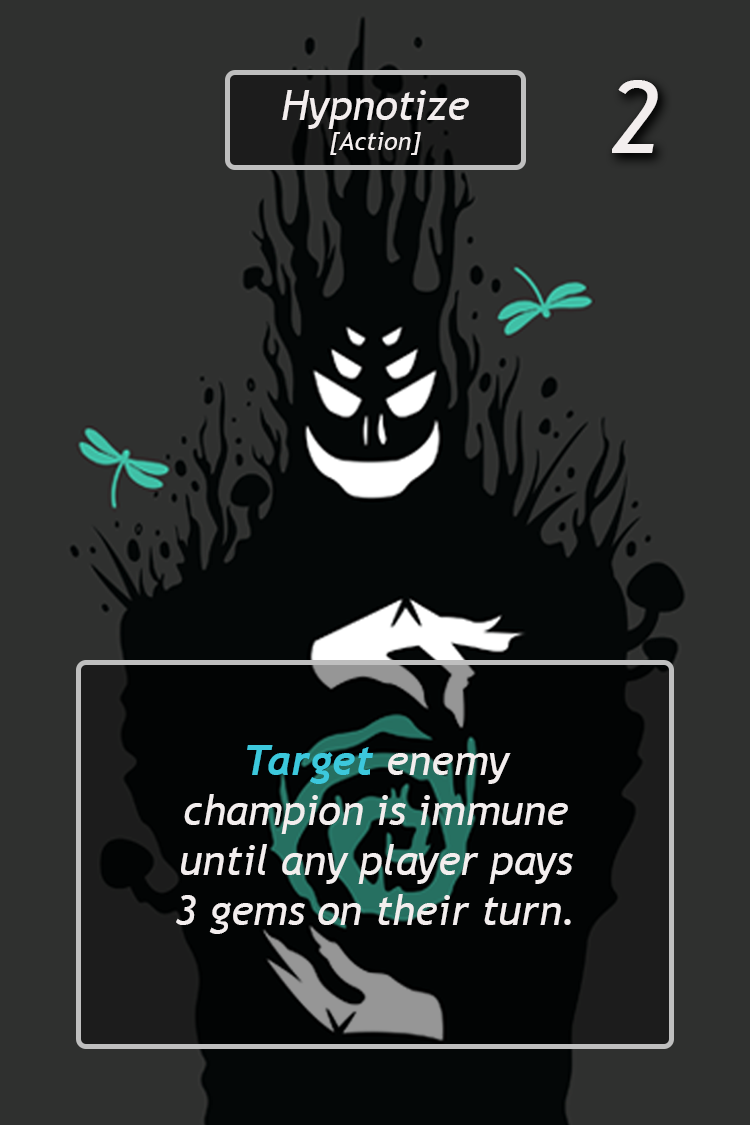 Hypnotize
[Action]
2
Target enemy
champion is immune
until any player pays
3 gems on their turn.